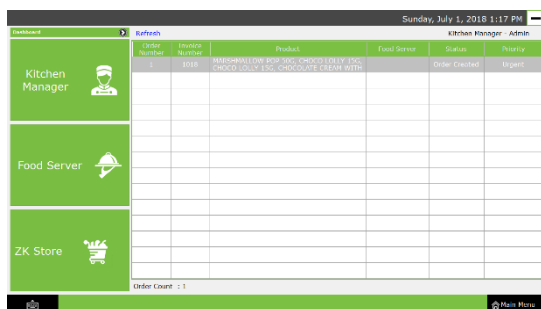 Sunday, July 1, 2018 1:17 PM
Dashboard
Refresh
Kitchen Manager - Admin
Order Number
Invoice Number
Product
Food Server
Status
Priority
1
1018
MARSHMALLOW POP 30G, CHOCO LOLLY 15G,
CHOCO LOLLY 15G, CHOCOLATE CREAM WITH
Order Created
Urgent
Kitchen
Manager
Food Server
ZK Store
Order Count : 1
Main Menu